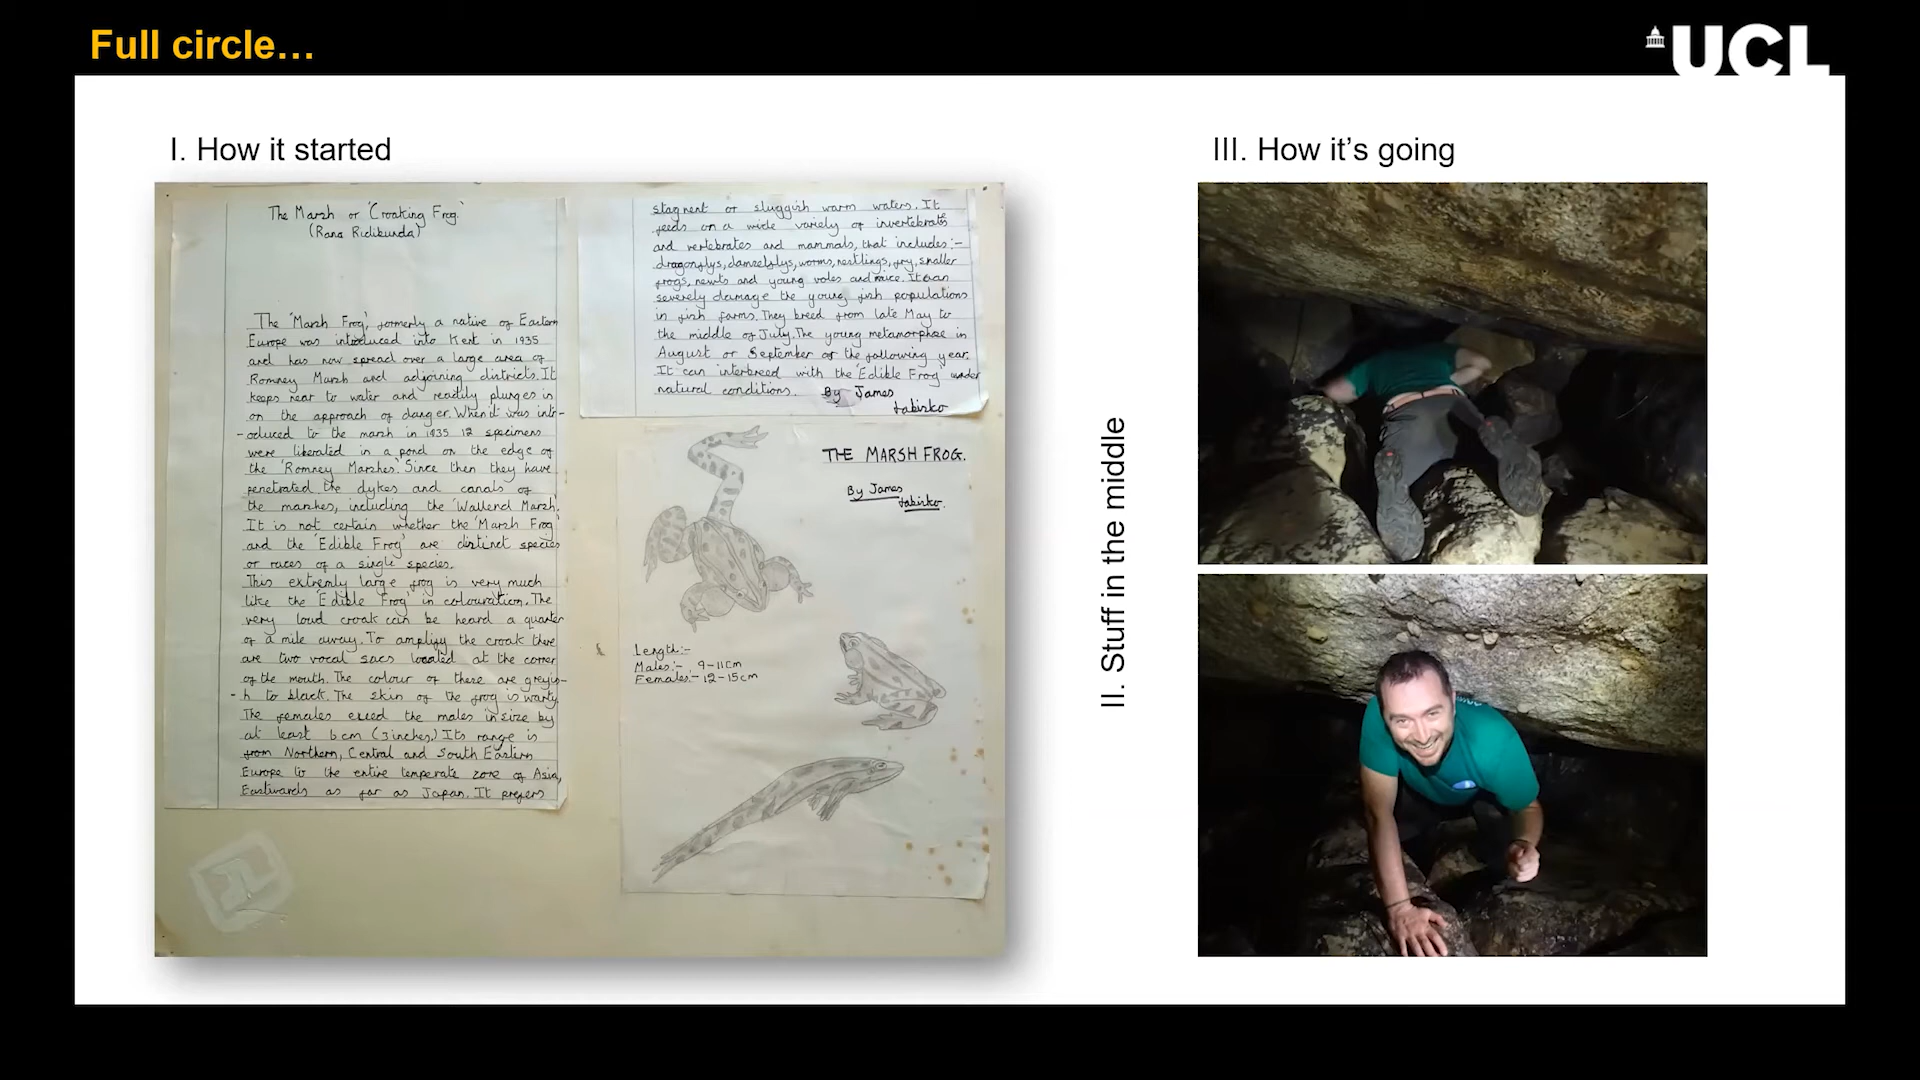 Full circle…
UCL
I. How it started
The Marsh or 'Croaking Frog.'
(Rana Ridibunda)
The 'Marsh Frog', formerly a native of Eastern
Europe was introduced into Kent in 1935
and has now spread over a large area of
Romney Marsh and adjoining districts. It
keeps near to water and readily plunges in
on the approach of danger. When it was intr-
-oduced to the marsh in 1935 12 specimens
were liberated in a pond on the edge of
the 'Romney Marshes'. Since then they have
penetrated the dykes and canals of
the marshes, including the 'Walland Marsh'.
It is not certain whether the 'Marsh Frog'
and the 'Edible Frog' are distinct species
or races of a single species.
This extremly large frog is very much
like the 'Edible Frog' in colouration. The
very loud croak can be heard a quarter
of a mile away. To amplify the croak there
are two vocal sacs located at the corner
of the mouth. The colour of these are greyis-
-h to black. The skin of the frog is warty.
The females exeed the males in size by
at least 6cm (3inches.) Its range is
from Northern, Central and South Eastern
Europe to the entire temperate zone of Asia,
Eastwards as far as Japan. It prefers
stagnent or sluggish warm waters. It
feeds on a wide variety of invertebrats
and vertebrates and mammals, that includes:-
dragonflys, damselflys, worms, nestlings, fry, smaller
frogs, newts and young voles and mice. It can
severely damage the young fish populations
in fish farms. They breed from late May to
the middle of July. The young metamorphose in
August or September of the following year.
It can interbreed with the 'Edible Frog' under
natural conditions. By James
Labisko
THE MARSH FROG.
By James
Labisko.
Length:-
Males:- 9-11cm
Females:- 12-15cm
II. Stuff in the middle
III. How it's going